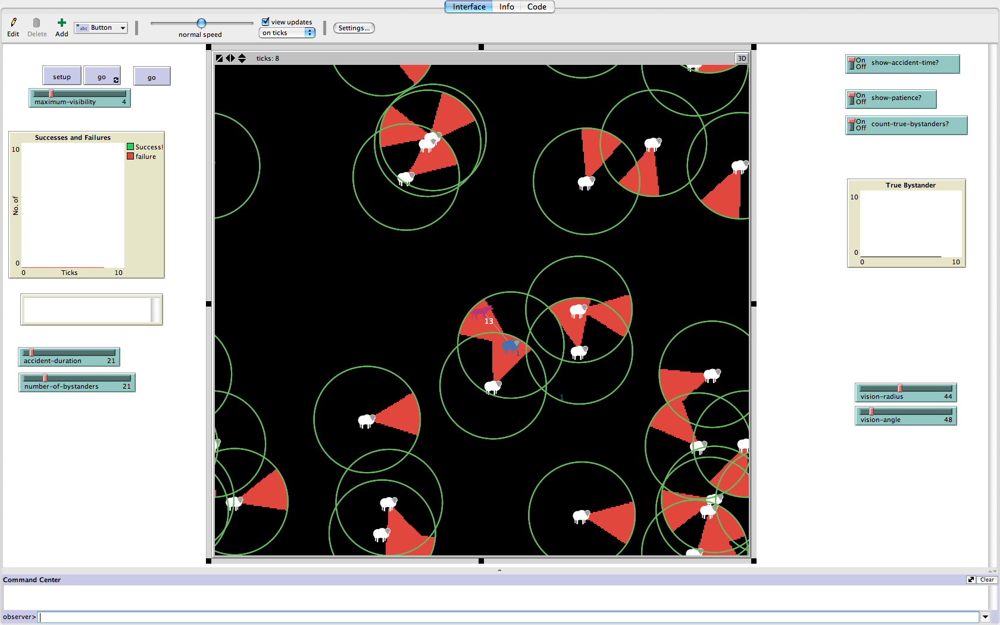 Interface Info Code
Edit Delete Add abc Button
normal speed
view updates
on ticks
Settings...
ticks: 8
3D
setup go go
maximum-visibility 4
Successes and Failures
10
No. of
0
0 Ticks 10
Success!
failure
accident-duration 21
number-of-bystanders 21
13
1
1
On
Off
show-accident-time?
On
Off
show-patience?
On
Off
count-true-bystanders?
True Bystander
10
0
0 10
vision-radius 44
vision-angle 48
Command Center
Clear
observer>